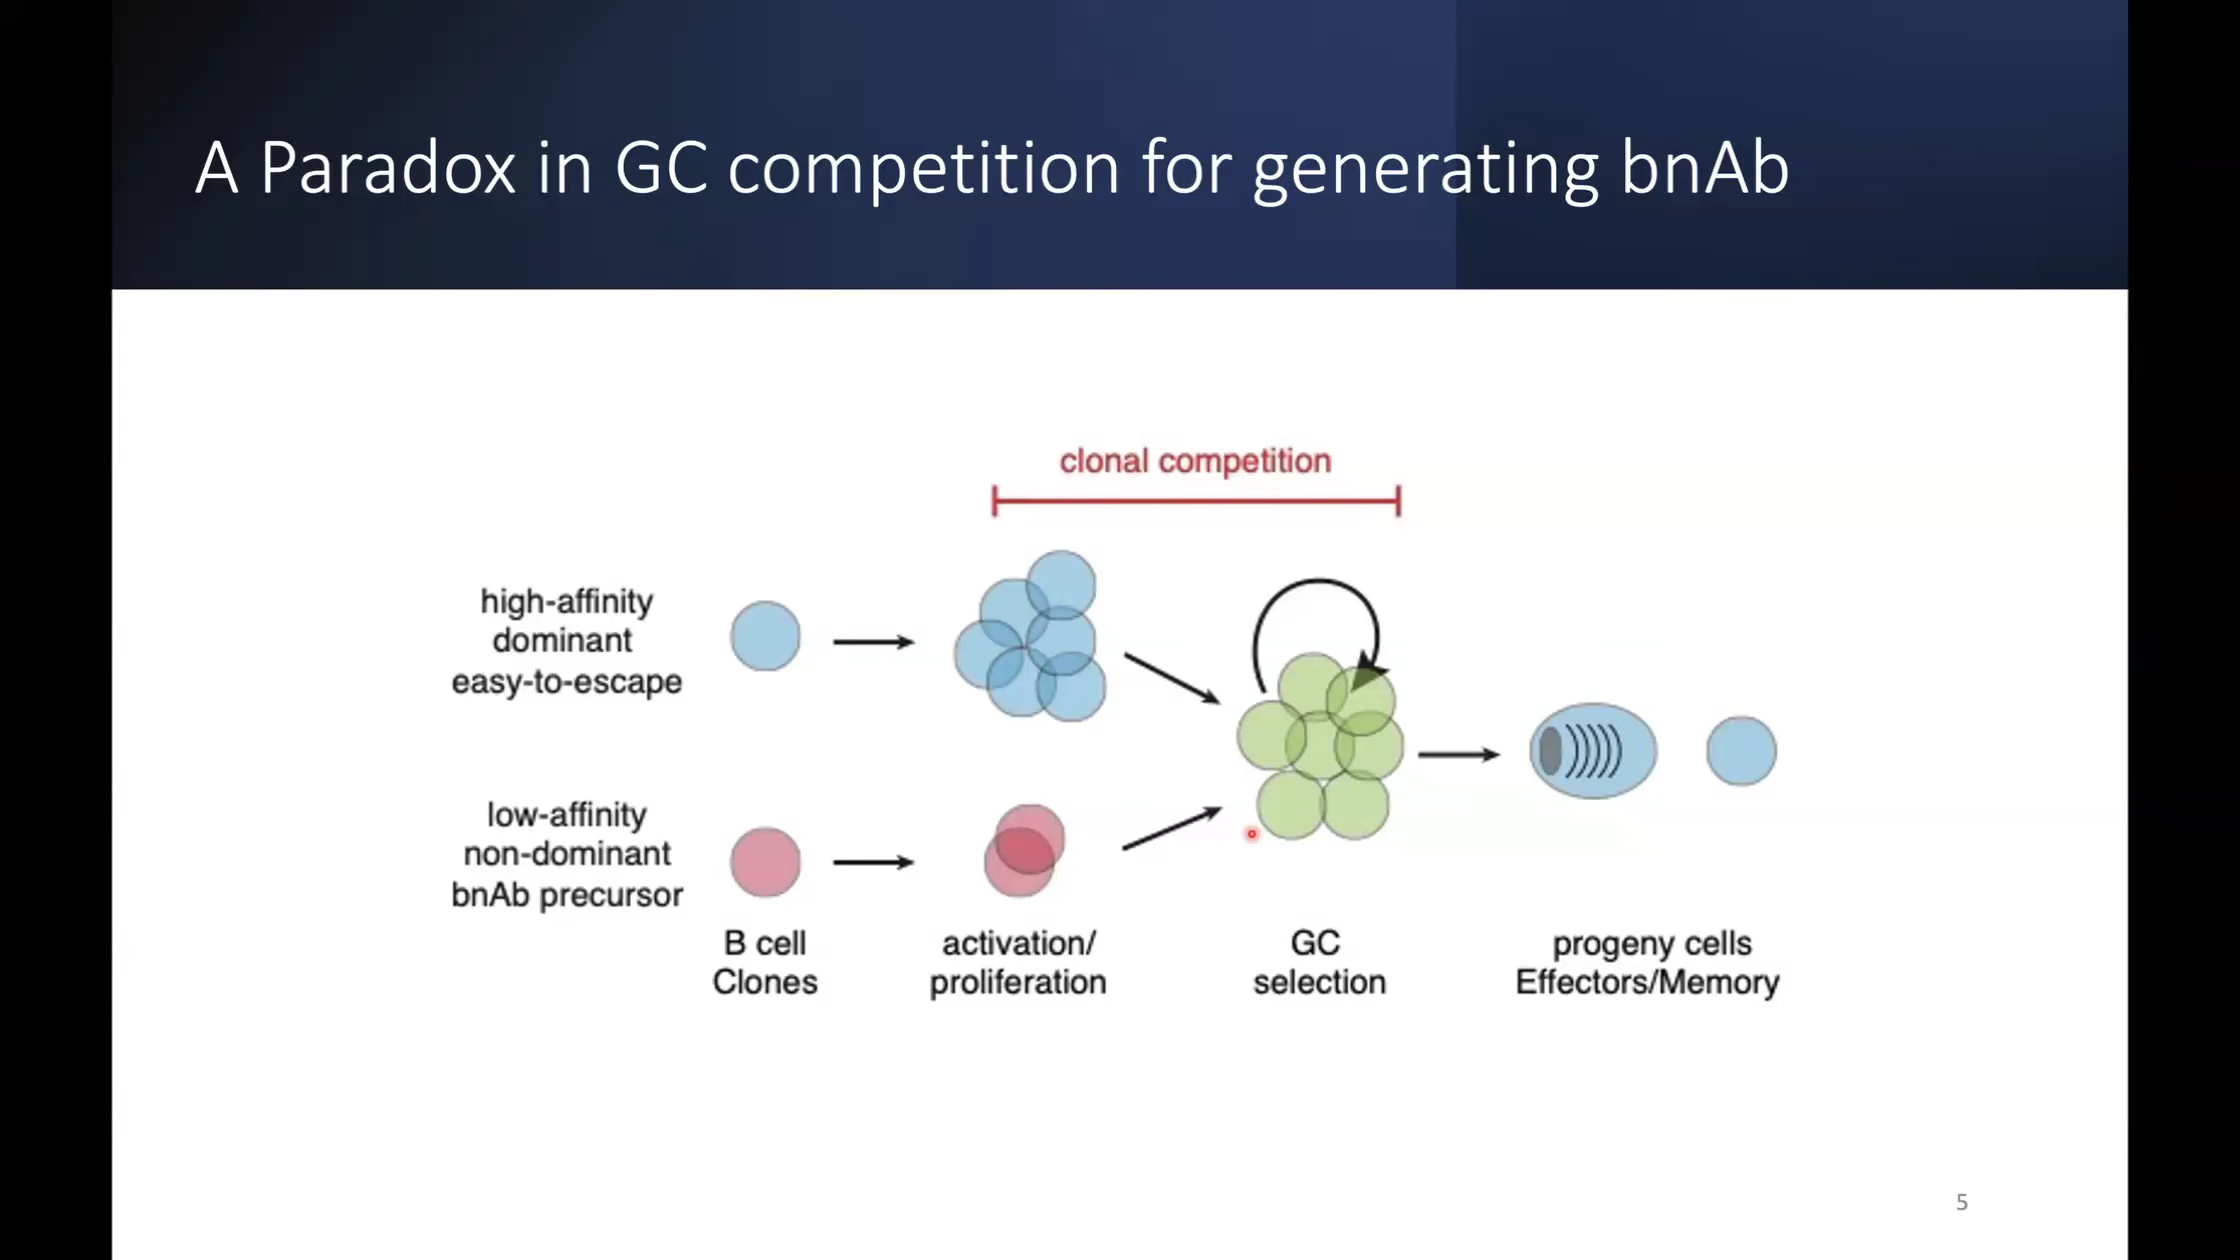 A Paradox in GC competition for generating bnAb
clonal competition
high-affinity
dominant
easy-to-escape
low-affinity
non-dominant
bnAb precursor
B cell
Clones
activation/
proliferation
GC
selection
progeny cells
Effectors/Memory
5